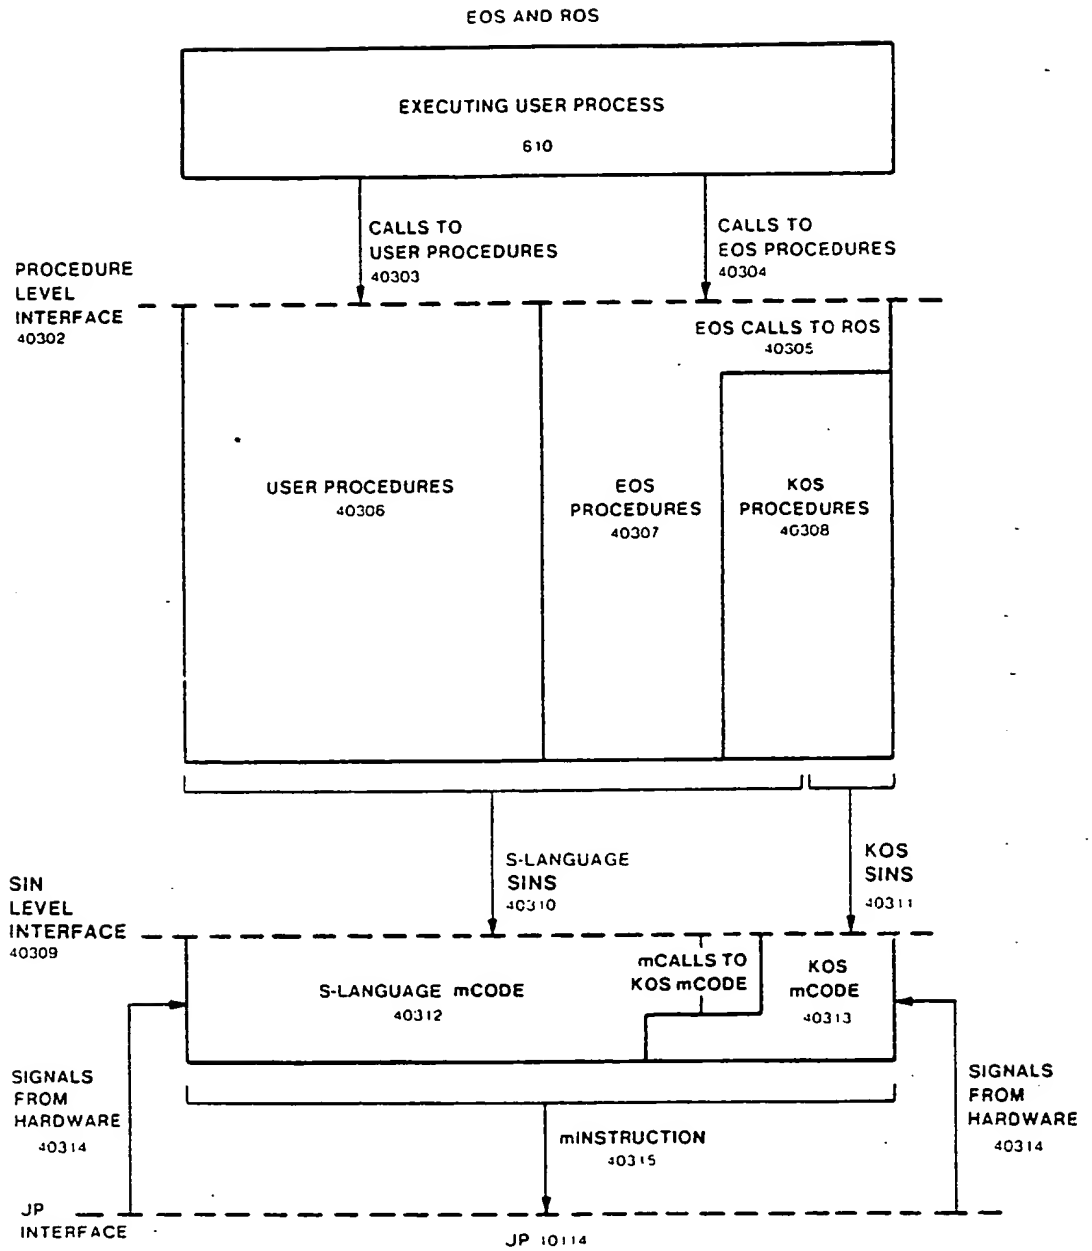 EOS AND ROS
EXECUTING USER PROCESS
610
CALLS TO
USER PROCEDURES
40303
CALLS TO
EOS PROCEDURES
40304
PROCEDURE
LEVEL
INTERFACE
40302
EOS CALLS TO ROS
40305
USER PROCEDURES
40306
EOS
PROCEDURES
40307
KOS
PROCEDURES
40308
S-LANGUAGE
SINS
40310
KOS
SINS
40311
SIN
LEVEL
INTERFACE
40309
S-LANGUAGE mCODE
40312
mCALLS TO
KOS mCODE
KOS
mCODE
40313
SIGNALS
FROM
HARDWARE
40314
SIGNALS
FROM
HARDWARE
40314
mINSTRUCTION
40315
JP
INTERFACE
JP 10114